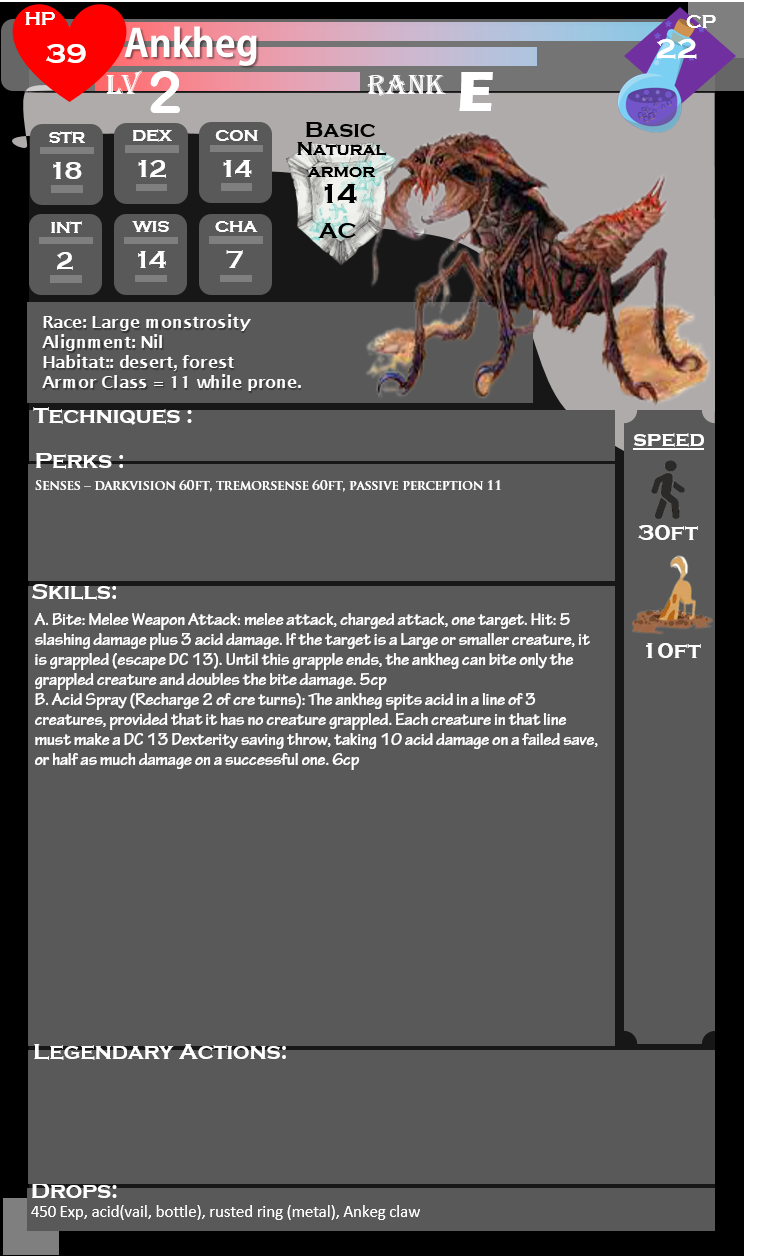 HP
39
Ankheg
CP
22
LV 2
RANK E
STR
18
DEX
12
CON
14
INT
2
WIS
14
CHA
7
Basic
Natural
armor
14
AC
Race: Large monstrosity
Alignment: Nil
Habitat:: desert, forest
Armor Class = 11 while prone.
Techniques :
Perks :
Senses – darkvision 60ft, tremorsense 60ft, passive perception 11
Skills:
A. Bite: Melee Weapon Attack: melee attack, charged attack, one target. Hit: 5
slashing damage plus 3 acid damage. If the target is a Large or smaller creature, it
is grappled (escape DC 13). Until this grapple ends, the ankheg can bite only the
grappled creature and doubles the bite damage. 5cp
B. Acid Spray (Recharge 2 of cre turns): The ankheg spits acid in a line of 3
creatures, provided that it has no creature grappled. Each creature in that line
must make a DC 13 Dexterity saving throw, taking 10 acid damage on a failed save,
or half as much damage on a successful one. 6cp
SPEED
30ft
10ft
Legendary Actions:
Drops:
450 Exp, acid(vail, bottle), rusted ring (metal), Ankeg claw